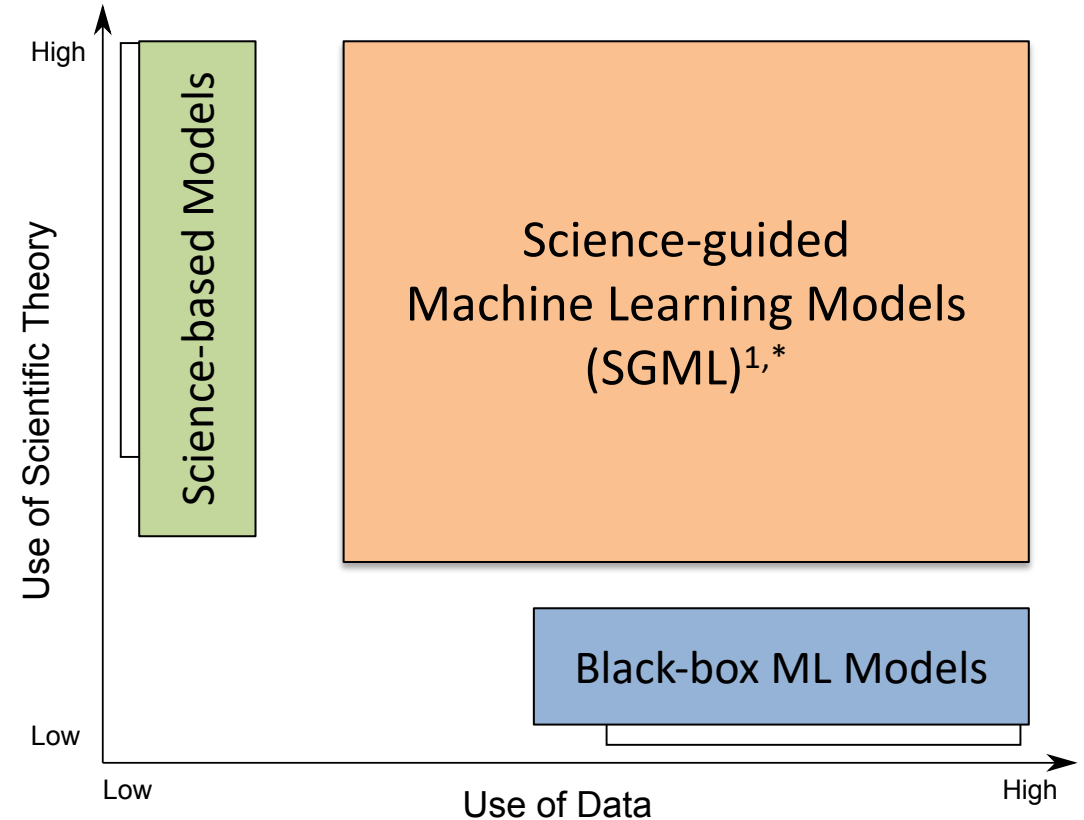 High
Science-based Models
Use of Scientific Theory
Science-guided
Machine Learning Models
(SGML)1,*
Black-box ML Models
Low
Low
Use of Data
High